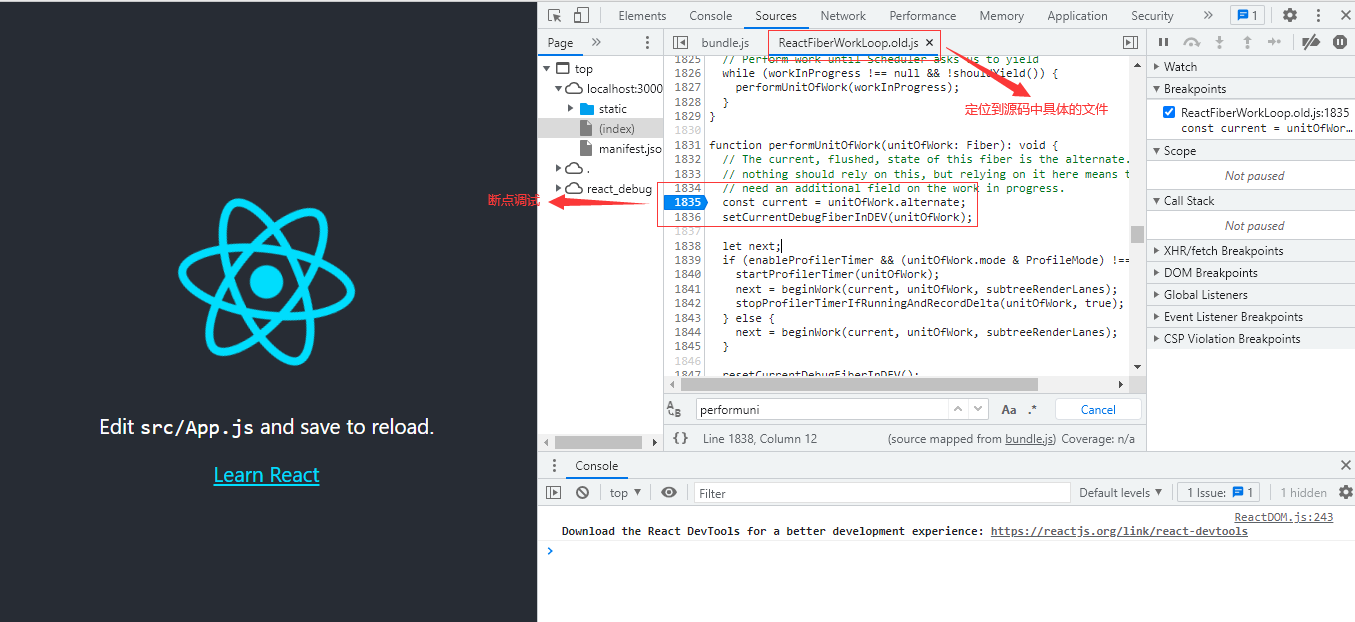 Edit src/App.js and save to reload.
Learn React
Elements Console Sources Network Performance Memory Application Security » 1
Page »
top
localhost:3000
static
(index)
manifest.jso
.
react_debug
断点调试
bundle.js ReactFiberWorkLoop.old.js ×
定位到源码中具体的文件
1825 // Perform work until Scheduler asks us to yield
1826 while (workInProgress !== null && !shouldYield()) {
1827 performUnitOfWork(workInProgress);
1828 }
1829 }
1830
1831 function performUnitOfWork(unitOfWork: Fiber): void {
1832 // The current, flushed, state of this fiber is the alternate.
1833 // nothing should rely on this, but relying on it here means t
1834 // need an additional field on the work in progress.
1835 const current = unitOfWork.alternate;
1836 setCurrentDebugFiberInDEV(unitOfWork);
1837
1838 let next;
1839 if (enableProfilerTimer && (unitOfWork.mode & ProfileMode) !==
1840 startProfilerTimer(unitOfWork);
1841 next = beginWork(current, unitOfWork, subtreeRenderLanes);
1842 stopProfilerTimerIfRunningAndRecordDelta(unitOfWork, true);
1843 } else {
1844 next = beginWork(current, unitOfWork, subtreeRenderLanes);
1845 }
1846
1847 resetCurrentDebugFiberInDEV();
performuni Aa .* Cancel
{} Line 1838, Column 12 (source mapped from bundle.js) Coverage: n/a
Watch
Breakpoints
ReactFiberWorkLoop.old.js:1835
const current = unitOfWor…
Scope
Not paused
Call Stack
Not paused
XHR/fetch Breakpoints
DOM Breakpoints
Global Listeners
Event Listener Breakpoints
CSP Violation Breakpoints
Console
top Filter Default levels 1 Issue: 1 1 hidden
ReactDOM.js:243
Download the React DevTools for a better development experience: https://reactjs.org/link/react-devtools